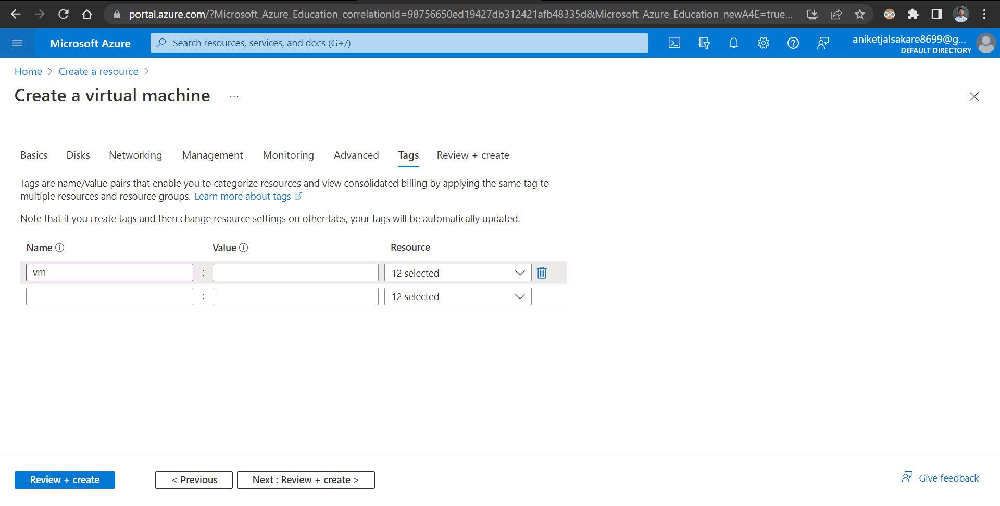 portal.azure.com/?Microsoft_Azure_Education_correlationId=98756650ed19427db312421afb48335d&Microsoft_Azure_Education_newA4E=true...
Microsoft Azure
Search resources, services, and docs (G+/)
aniketjalsakare8699@g...
DEFAULT DIRECTORY
Home > Create a resource >
Create a virtual machine ...
Basics Disks Networking Management Monitoring Advanced Tags Review + create
Tags are name/value pairs that enable you to categorize resources and view consolidated billing by applying the same tag to
multiple resources and resource groups. Learn more about tags
Note that if you create tags and then change resource settings on other tabs, your tags will be automatically updated.
Name Value Resource
vm : 12 selected
: 12 selected
Review + create < Previous Next : Review + create > Give feedback